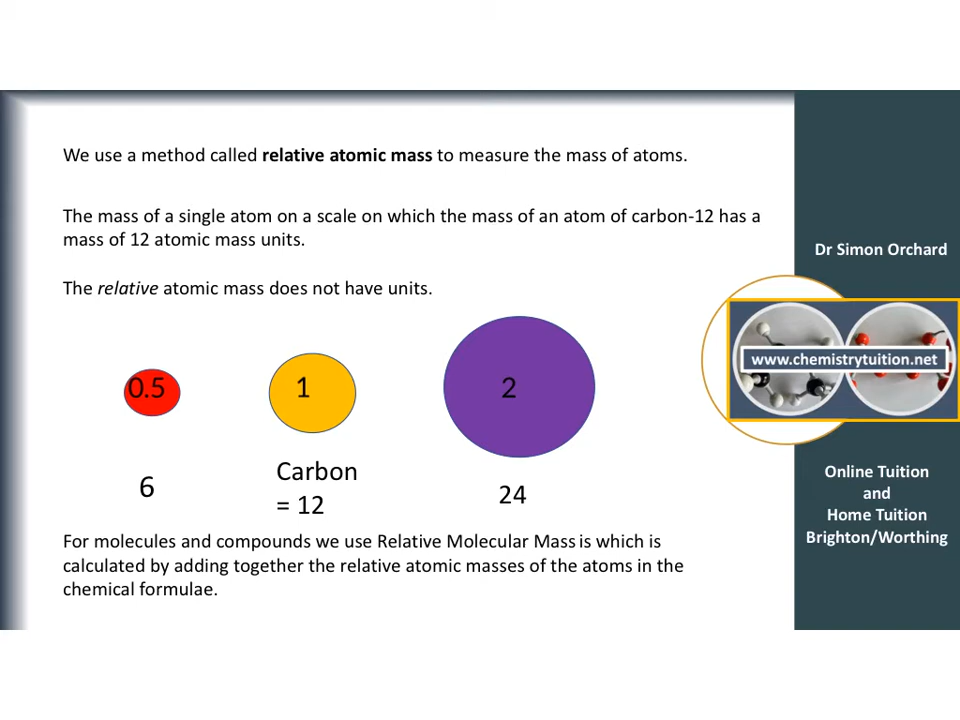 We use a method called relative atomic mass to measure the mass of atoms.
The mass of a single atom on a scale on which the mass of an atom of carbon-12 has a
mass of 12 atomic mass units.
The relative atomic mass does not have units.
0.5
1
2
6
Carbon
= 12
24
For molecules and compounds we use Relative Molecular Mass is which is
calculated by adding together the relative atomic masses of the atoms in the
chemical formulae.
Dr Simon Orchard
www.chemistrytuition.net
Online Tuition
and
Home Tuition
Brighton/Worthing